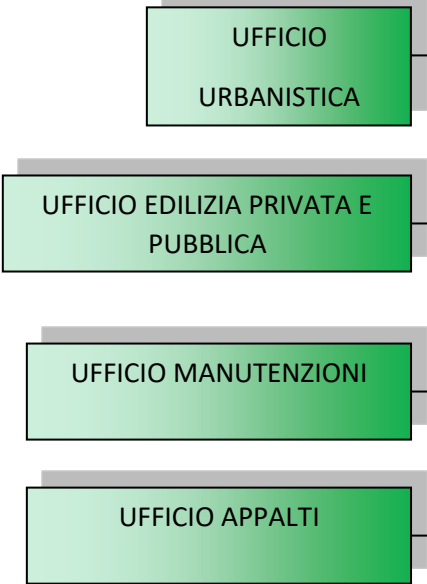 UFFICIO
URBANISTICA
UFFICIO EDILIZIA PRIVATA E
PUBBLICA
UFFICIO MANUTENZIONI
UFFICIO APPALTI